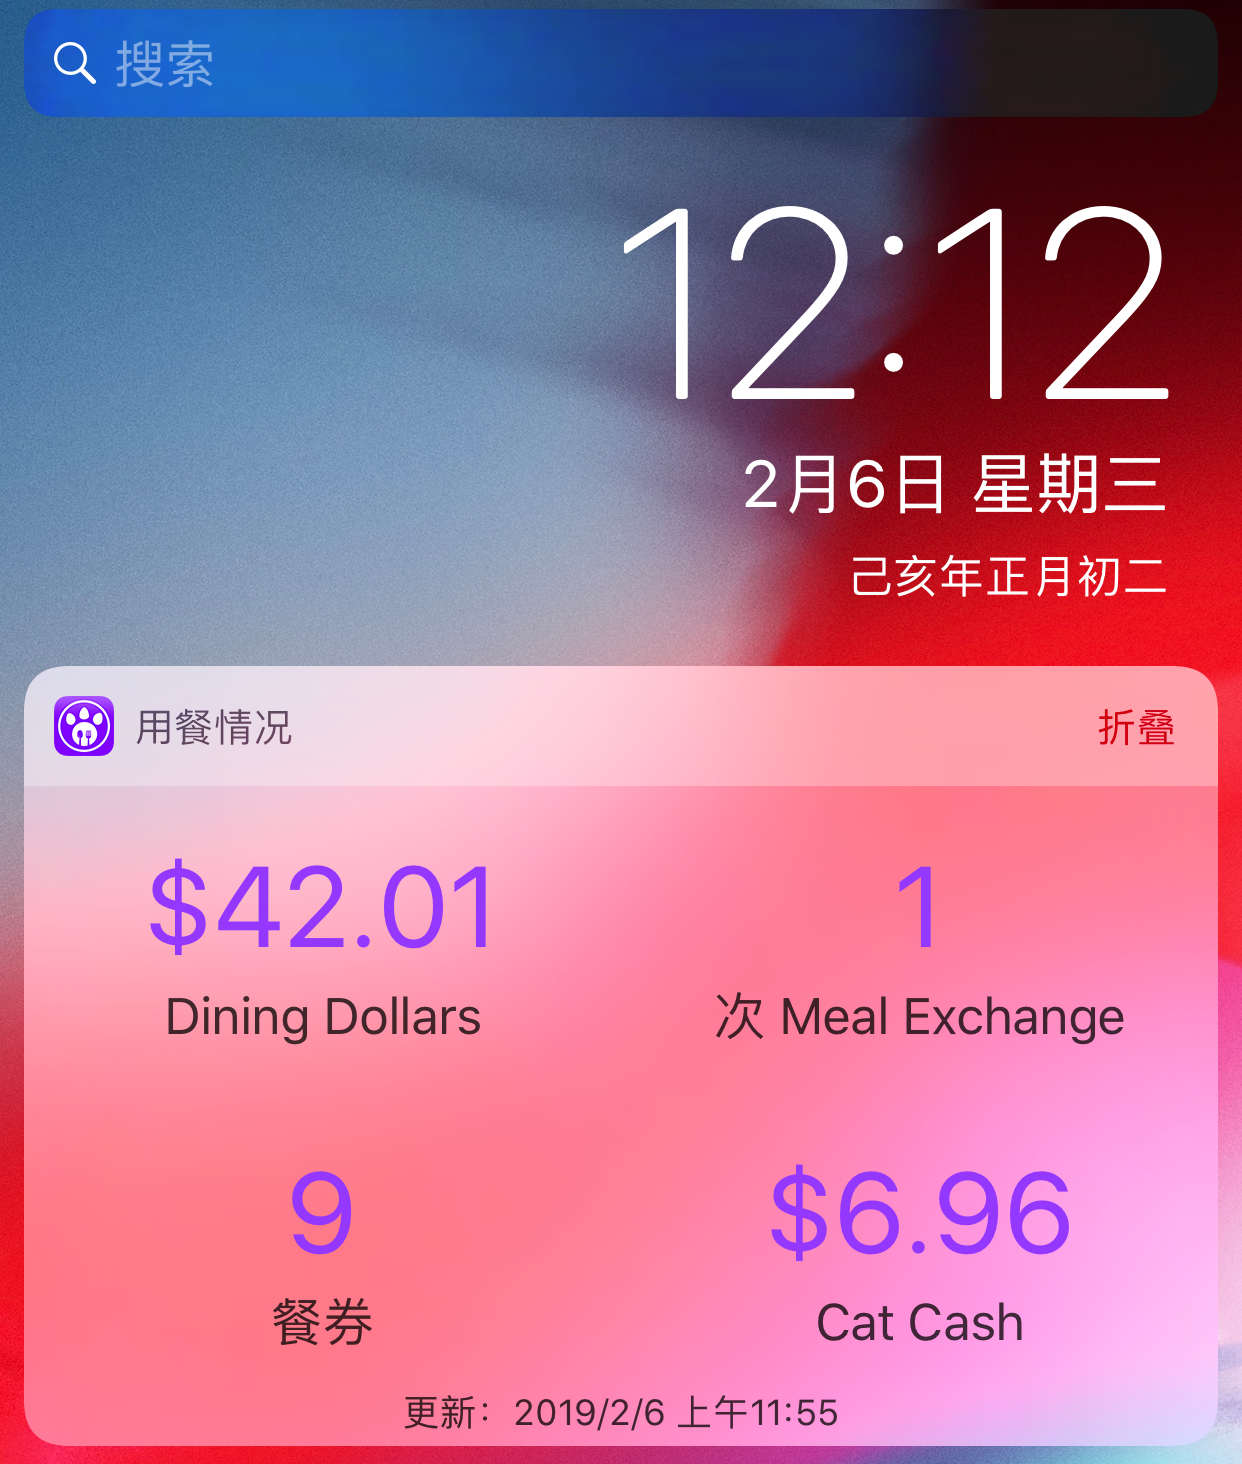 搜索
12:12
2月6日 星期三
己亥年正月初二
用餐情况
折叠
$42.01
1
Dining Dollars
次 Meal Exchange
9
$6.96
餐券
Cat Cash
更新：2019/2/6 上午11:55